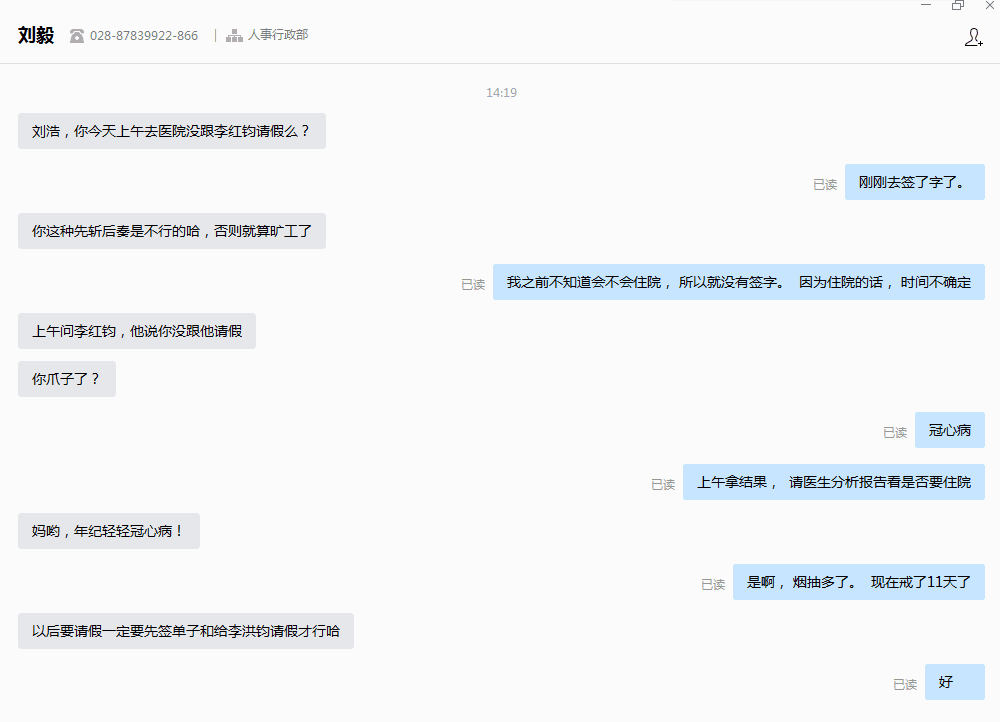 刘毅 028-87839922-866 | 人事行政部
14:19
刘浩，你今天上午去医院没跟李红钧请假么？
已读 刚刚去签了字了。
你这种先斩后奏是不行的哈，否则就算旷工了
已读 我之前不知道会不会住院， 所以就没有签字。 因为住院的话， 时间不确定
上午问李红钧，他说你没跟他请假
你爪子了？
已读 冠心病
已读 上午拿结果， 请医生分析报告看是否要住院
妈哟，年纪轻轻冠心病！
已读 是啊， 烟抽多了。 现在戒了11天了
以后要请假一定要先签单子和给李洪钧请假才行哈
已读 好